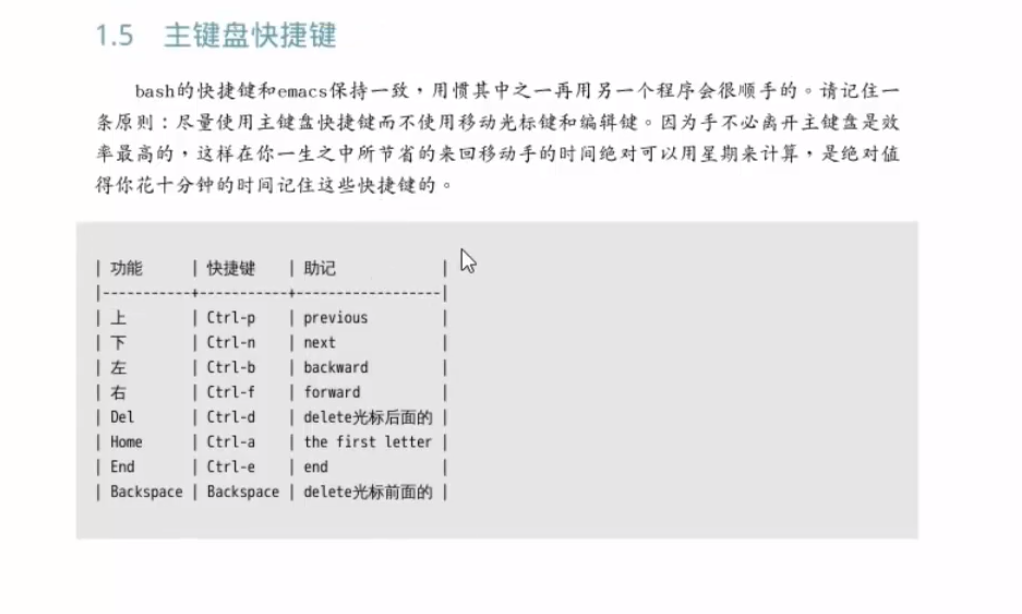 1.5 主键盘快捷键
bash的快捷键和emacs保持一致，用惯其中之一再用另一个程序会很顺手的。请记住一
条原则：尽量使用主键盘快捷键而不使用移动光标键和编辑键。因为手不必离开主键盘是效
率最高的，这样在你一生之中所节省的来回移动手的时间绝对可以用星期来计算，是绝对值
得你花十分钟的时间记住这些快捷键的。
| 功能 | 快捷键 | 助记 |
|-----------+-----------+------------------|
| 上 | Ctrl-p | previous |
| 下 | Ctrl-n | next |
| 左 | Ctrl-b | backward |
| 右 | Ctrl-f | forward |
| Del | Ctrl-d | delete光标后面的 |
| Home | Ctrl-a | the first letter |
| End | Ctrl-e | end |
| Backspace | Backspace | delete光标前面的 |